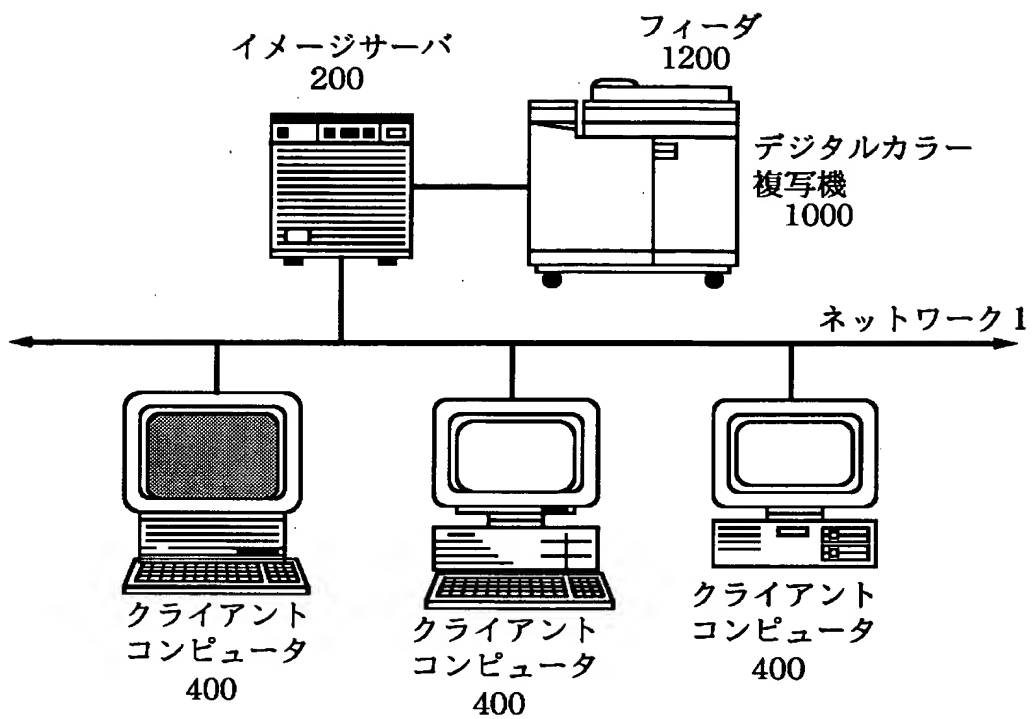 イメージサーバ
200
フィーダ
1200
デジタルカラー
複写機
1000
ネットワーク1
クライアント
コンピュータ
400
クライアント
コンピュータ
400
クライアント
コンピュータ
400